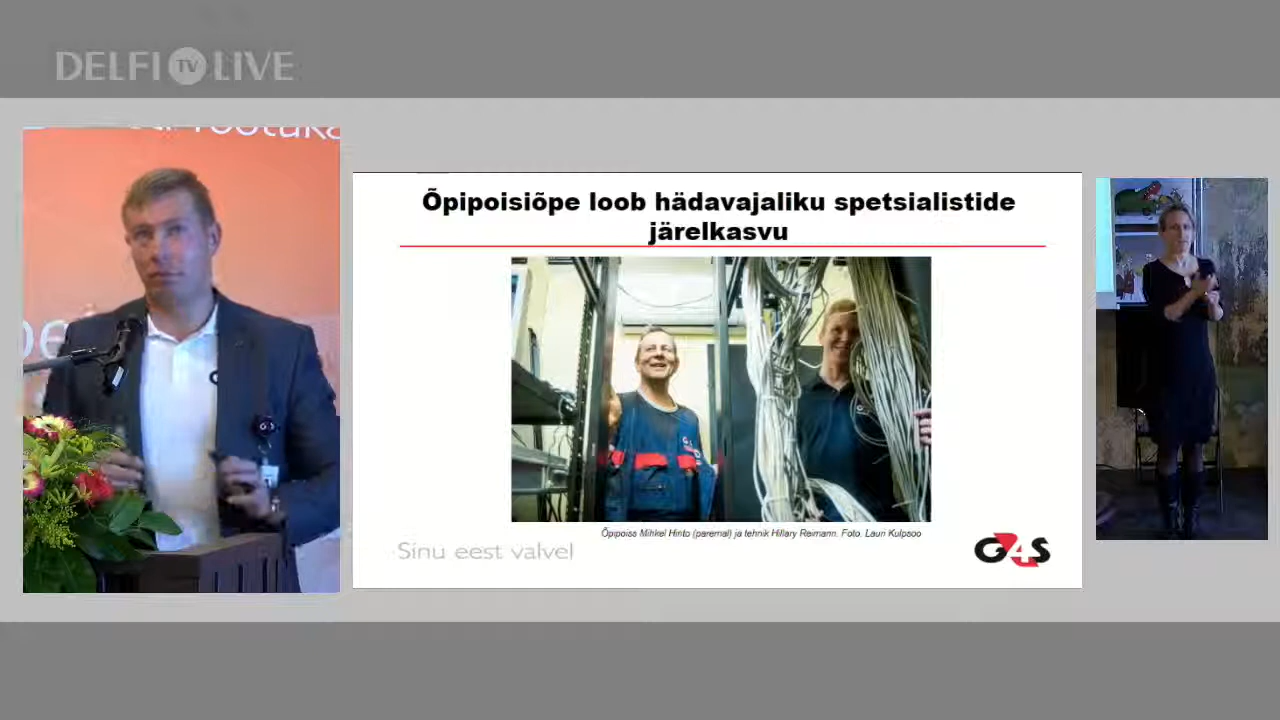 DELFI TV LIVE
Õpipoisiõpe loob hädavajaliku spetsialistide
järelkasvu
Õpipoiss Mihkel Hinto (paremal) ja tehnik Hillary Reimann. Foto, Lauri Kulpsoo
Sinu eest valvel
G4S